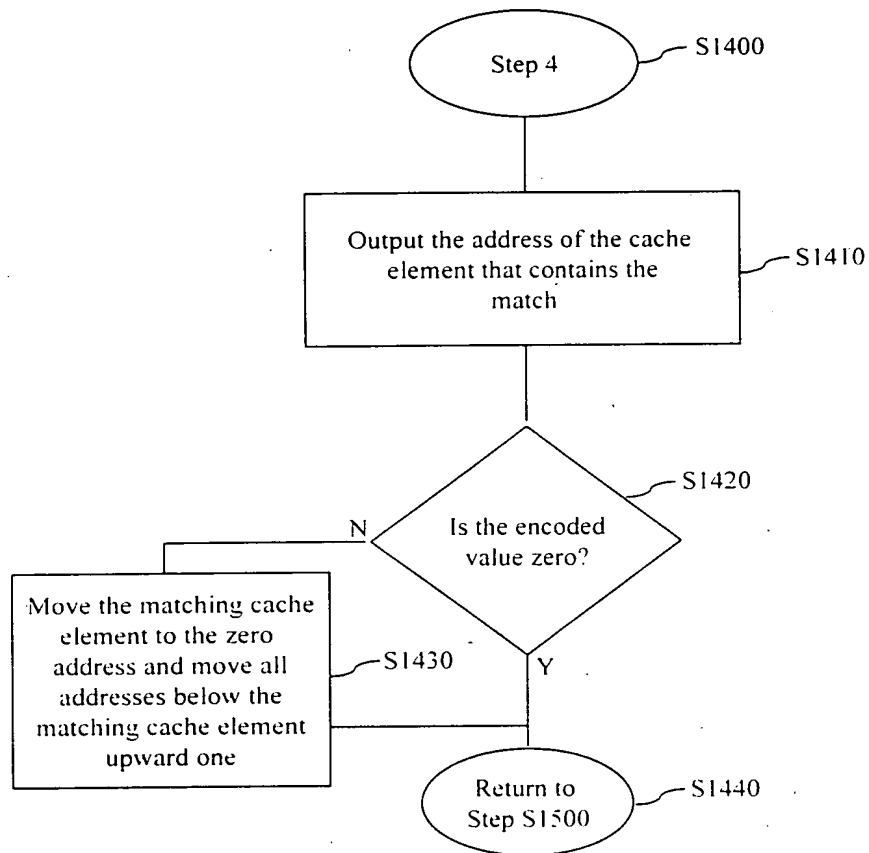 Step 4
S1400
Output the address of the cache
element that contains the
match
S1410
Is the encoded
value zero?
S1420
N
Y
Move the matching cache
element to the zero
address and move all
addresses below the
matching cache element
upward one
S1430
Return to
Step S1500
S1440